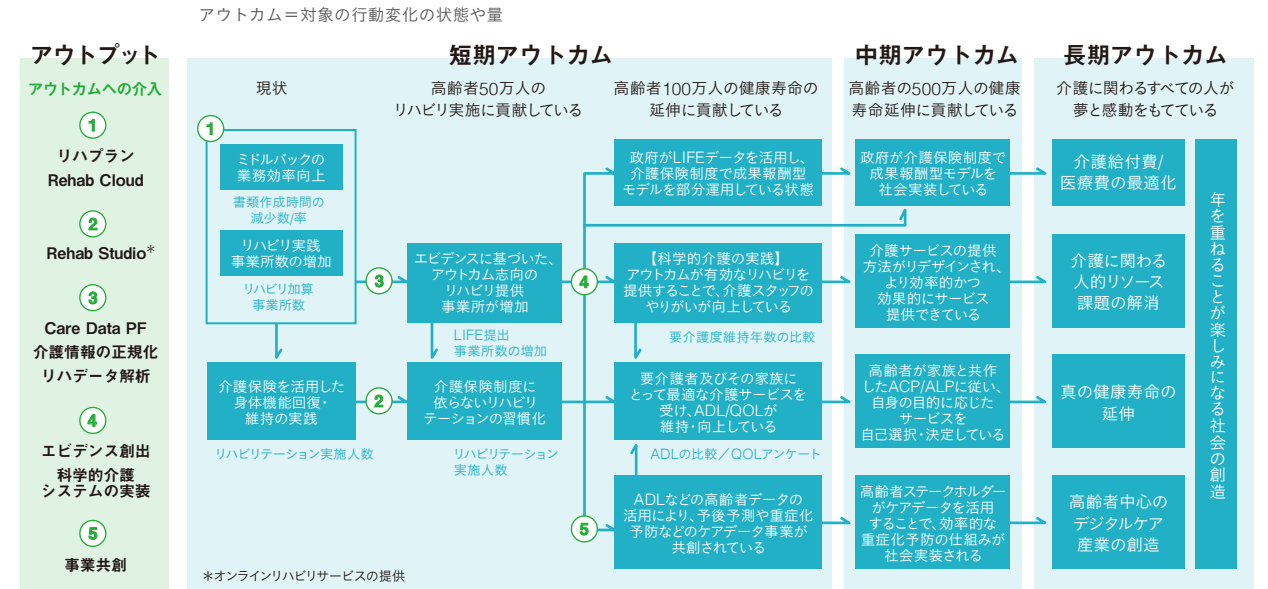 アウトカム＝対象の行動変化の状態や量
アウトプット
アウトカムへの介入
1
リハプラン
Rehab Cloud
2
Rehab Studio＊
3
Care Data PF
介護情報の正規化
リハデータ解析
4
エビデンス創出
科学的介護
システムの実装
5
事業共創
短期アウトカム
現状
1
ミドルバックの
業務効率向上
書類作成時間の
減少数/率
リハビリ実践
事業所数の増加
リハビリ加算
事業所数
介護保険を活用した
身体機能回復・
維持の実践
リハビリテーション実施人数
3
2
高齢者50万人の
リハビリ実施に貢献している
エビデンスに基づいた、
アウトカム志向の
リハビリ提供
事業所が増加
LIFE提出
事業所数の増加
介護保険制度に
依らないリハビリ
テーションの習慣化
リハビリテーション
実施人数
4
5
高齢者100万人の健康寿命の
延伸に貢献している
政府がLIFEデータを活用し、
介護保険制度で成果報酬型
モデルを部分運用している状態
【科学的介護の実践】
アウトカムが有効なリハビリを
提供することで、介護スタッフの
やりがいが向上している
要介護度維持年数の比較
要介護者及びその家族に
とって最適な介護サービスを
受け、ADL/QOLが
維持・向上している
ADLの比較／QOLアンケート
ADLなどの高齢者データの
活用により、予後予測や重症化
予防などのケアデータ事業が
共創されている
＊オンラインリハビリサービスの提供
中期アウトカム
高齢者の500万人の健康
寿命延伸に貢献している
政府が介護保険制度で
成果報酬型モデルを
社会実装している
介護サービスの提供
方法がリデザインされ、
より効率的かつ
効果的にサービス
提供できている
高齢者が家族と共作
したACP/ALPに従い、
自身の目的に応じた
サービスを
自己選択・決定している
高齢者ステークホルダー
がケアデータを活用
することで、効率的な
重症化予防の仕組みが
社会実装される
長期アウトカム
介護に関わるすべての人が
夢と感動をもてている
介護給付費/
医療費の最適化
介護に関わる
人的リソース
課題の解消
真の健康寿命の
延伸
高齢者中心の
デジタルケア
産業の創造
年を重ねることが楽しみになる社会の創造